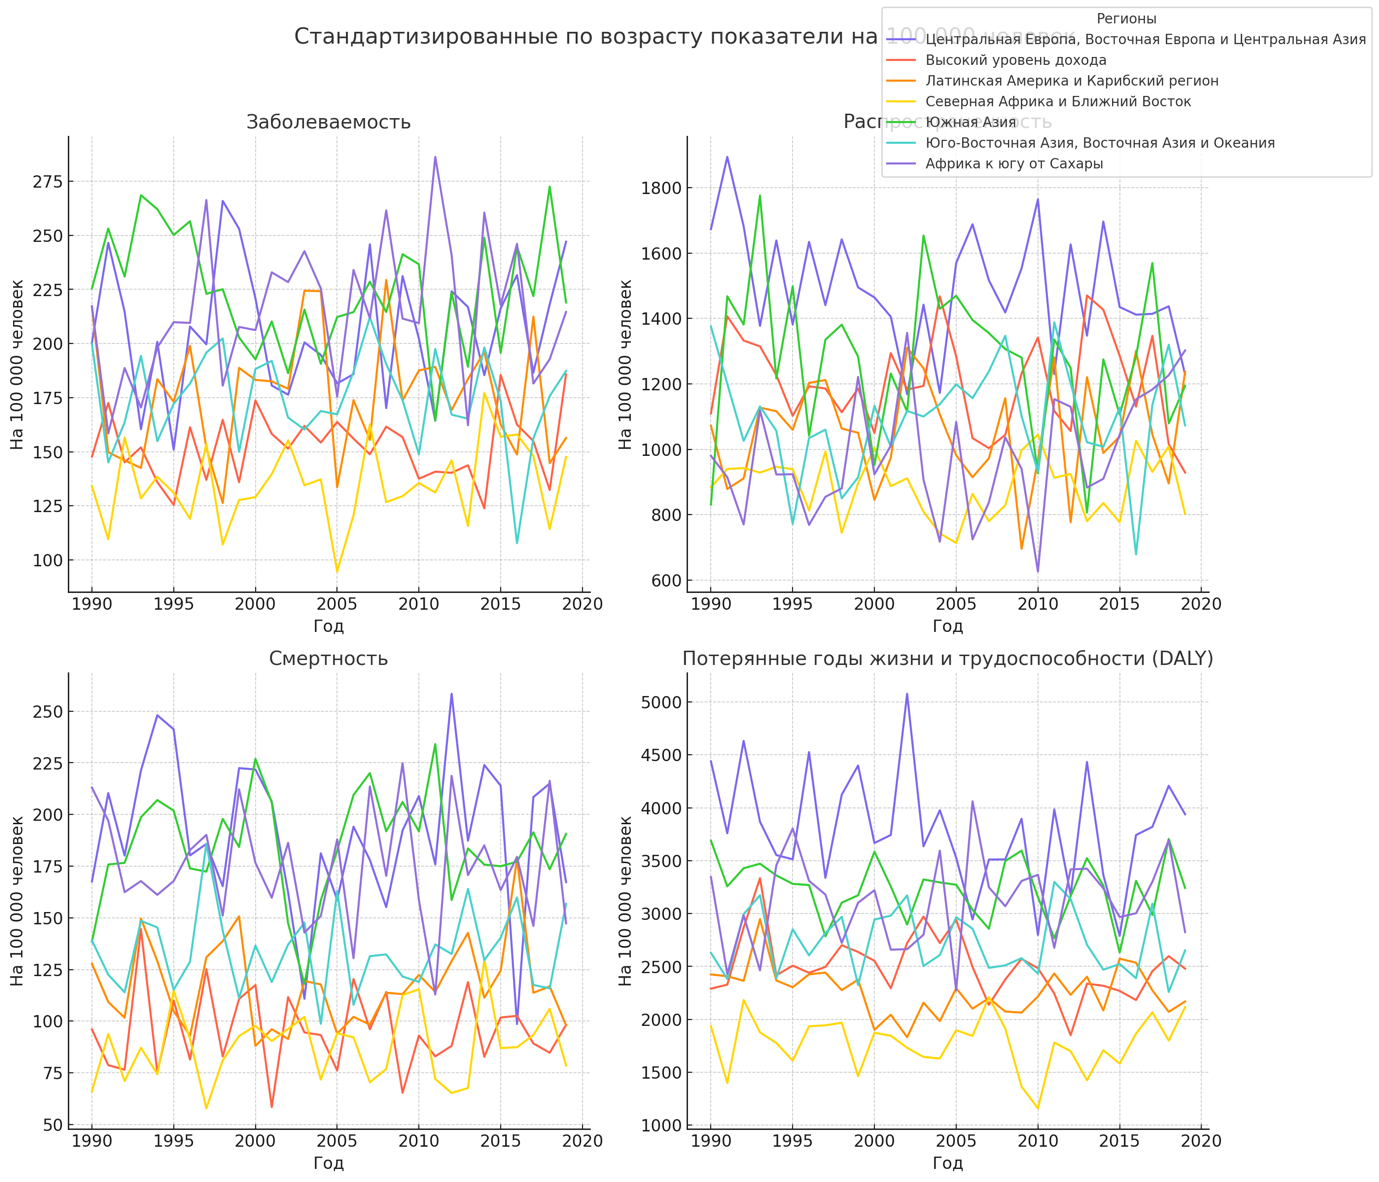 Стандартизированные по возрасту показатели на 100 000 человек
Регионы
Центральная Европа, Восточная Европа и Центральная Азия
Высокий уровень дохода
Латинская Америка и Карибский регион
Северная Африка и Ближний Восток
Южная Азия
Юго-Восточная Азия, Восточная Азия и Океания
Африка к югу от Сахары
Заболеваемость
На 100 000 человек
275
250
225
200
175
150
125
100
1990 1995 2000 2005 2010 2015 2020
Год
Распространенность
На 100 000 человек
1800
1600
1400
1200
1000
800
600
1990 1995 2000 2005 2010 2015 2020
Год
Смертность
На 100 000 человек
250
225
200
175
150
125
100
75
50
1990 1995 2000 2005 2010 2015 2020
Год
Потерянные годы жизни и трудоспособности (DALY)
На 100 000 человек
5000
4500
4000
3500
3000
2500
2000
1500
1000
1990 1995 2000 2005 2010 2015 2020
Год